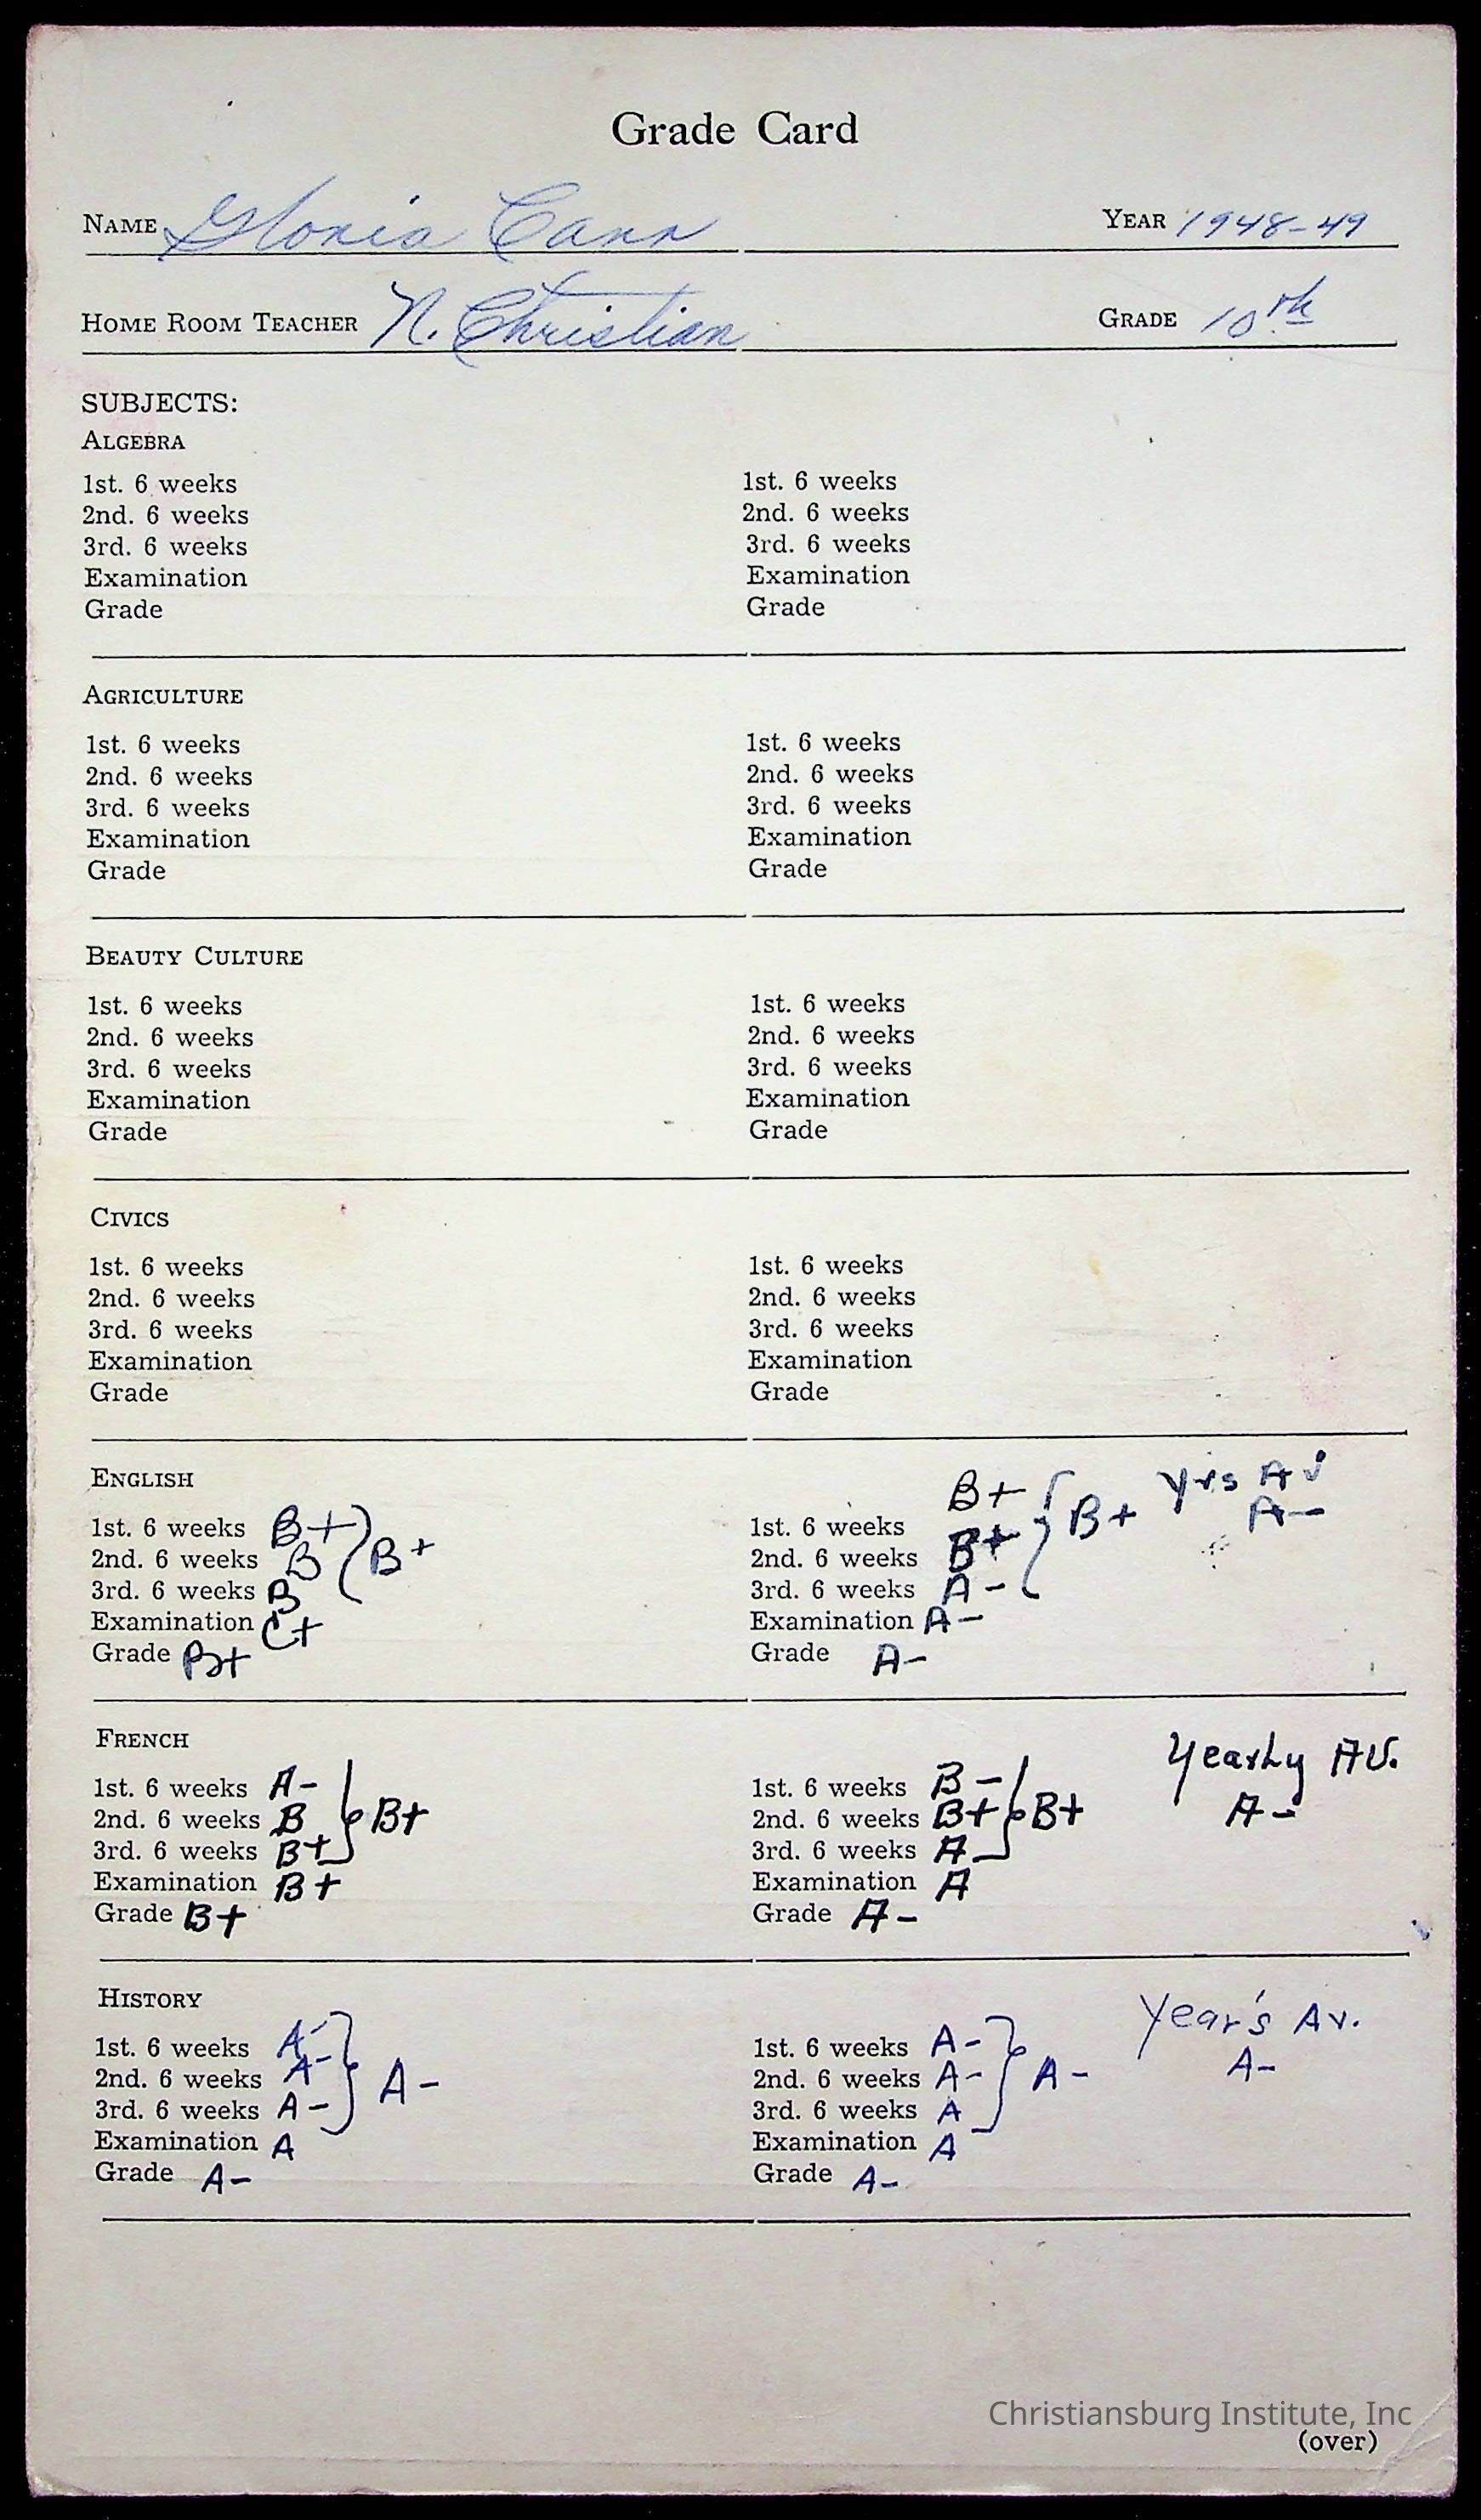 Grade Card
NAME Gloria Cann YEAR 1948-49
HOME ROOM TEACHER N. Christian GRADE 10th
SUBJECTS:
ALGEBRA
1st. 6 weeks 1st. 6 weeks
2nd. 6 weeks 2nd. 6 weeks
3rd. 6 weeks 3rd. 6 weeks
Examination Examination
Grade Grade
AGRICULTURE
1st. 6 weeks 1st. 6 weeks
2nd. 6 weeks 2nd. 6 weeks
3rd. 6 weeks 3rd. 6 weeks
Examination Examination
Grade Grade
BEAUTY CULTURE
1st. 6 weeks 1st. 6 weeks
2nd. 6 weeks 2nd. 6 weeks
3rd. 6 weeks 3rd. 6 weeks
Examination Examination
Grade Grade
CIVICS
1st. 6 weeks 1st. 6 weeks
2nd. 6 weeks 2nd. 6 weeks
3rd. 6 weeks 3rd. 6 weeks
Examination Examination
Grade Grade
ENGLISH Yrs Av
1st. 6 weeks B+ 1st. 6 weeks B+ B+ A-
2nd. 6 weeks B B+ 2nd. 6 weeks B+
3rd. 6 weeks B 3rd. 6 weeks A-
Examination C+ Examination A-
Grade B+ Grade A-
FRENCH Yearly AV.
1st. 6 weeks A- 1st. 6 weeks B-
2nd. 6 weeks B B+ 2nd. 6 weeks B+ B+ A-
3rd. 6 weeks B+ 3rd. 6 weeks A
Examination B+ Examination A
Grade B+ Grade A-
HISTORY Year's Av.
1st. 6 weeks A- 1st. 6 weeks A-
2nd. 6 weeks A- A- 2nd. 6 weeks A- A- A-
3rd. 6 weeks A- 3rd. 6 weeks A
Examination A Examination A
Grade A- Grade A-
Christiansburg Institute, Inc
(over)